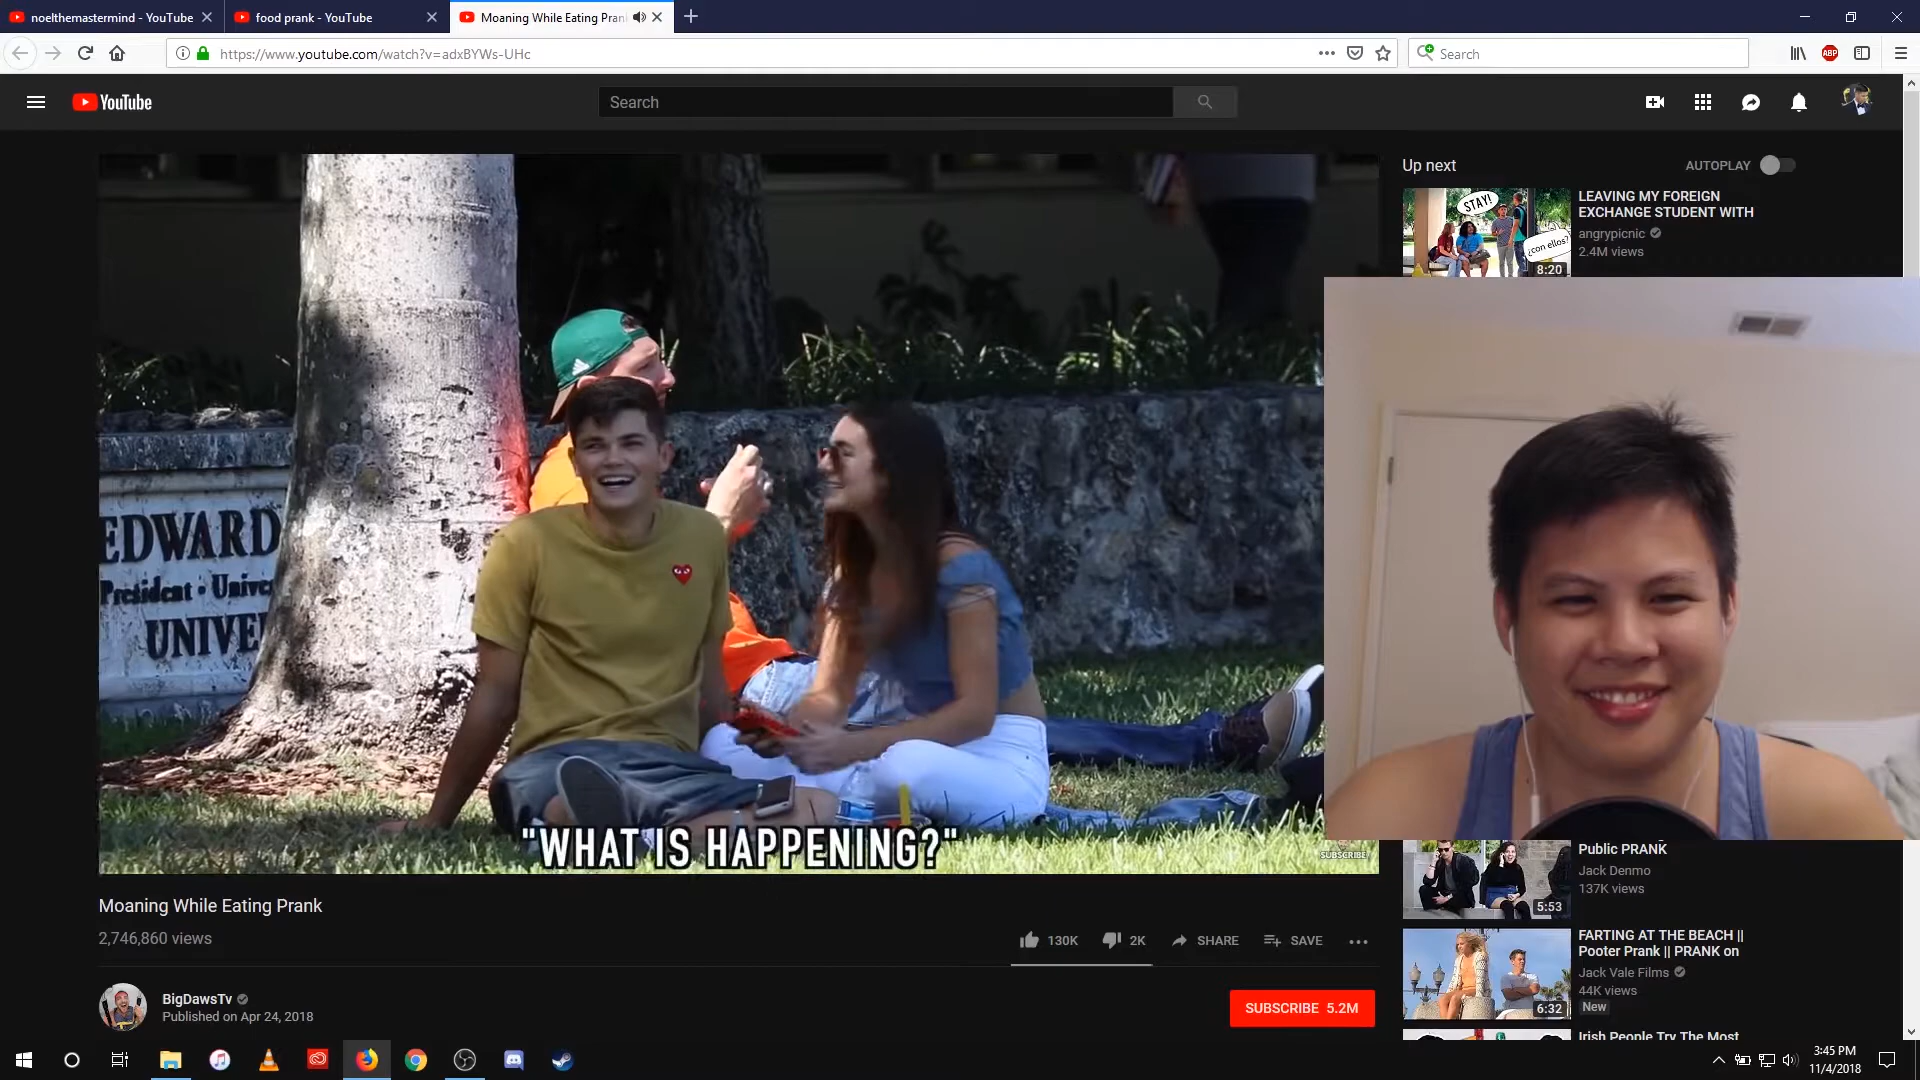 noelthemastermind - YouTube
food prank - YouTube
Moaning While Eating Pran
https://www.youtube.com/watch?v=adxBYWs-UHc
Search
ABP
YouTube
Search
EDWARD
President • Unive
UNIVE
"WHAT IS HAPPENING?"
SUBSCRIBE
Moaning While Eating Prank
2,746,860 views
130K
2K
SHARE
SAVE
BigDawsTv
Published on Apr 24, 2018
SUBSCRIBE 5.2M
Up next
AUTOPLAY
STAY!
¿con ellos?
8:20
LEAVING MY FOREIGN
EXCHANGE STUDENT WITH
angrypicnic
2.4M views
Public PRANK
Jack Denmo
137K views
5:53
FARTING AT THE BEACH ||
Pooter Prank || PRANK on
Jack Vale Films
44K views
New
6:32
Irish People Try The Most
3:45 PM
11/4/2018